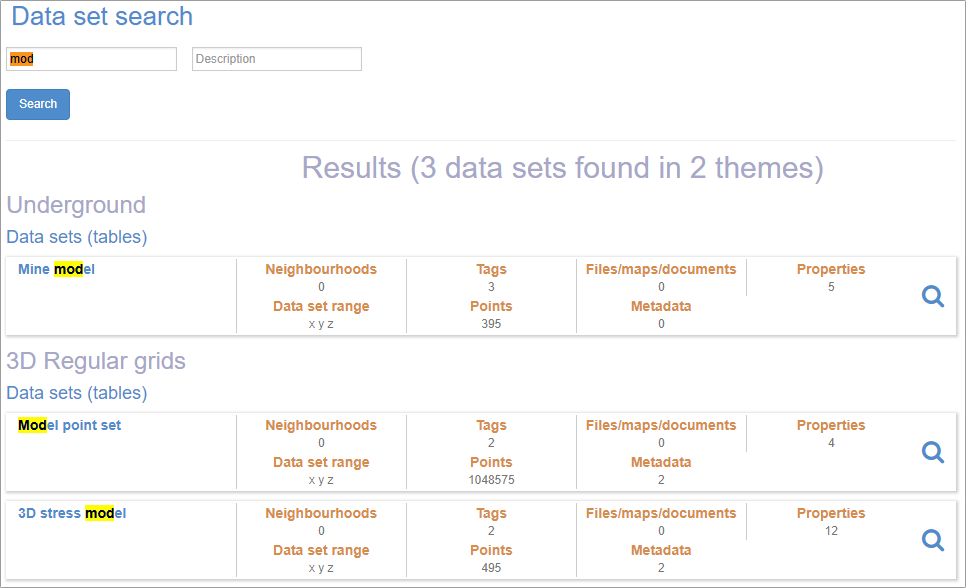 Data set search
mod Description
Search
Results (3 data sets found in 2 themes)
Underground
Data sets (tables)
Mine model Neighbourhoods Tags Files/maps/documents Properties
0 3 0 5
Data set range Points Metadata
x y z 395 0
3D Regular grids
Data sets (tables)
Model point set Neighbourhoods Tags Files/maps/documents Properties
0 2 0 4
Data set range Points Metadata
x y z 1048575 2
3D stress model Neighbourhoods Tags Files/maps/documents Properties
0 2 0 12
Data set range Points Metadata
x y z 495 2